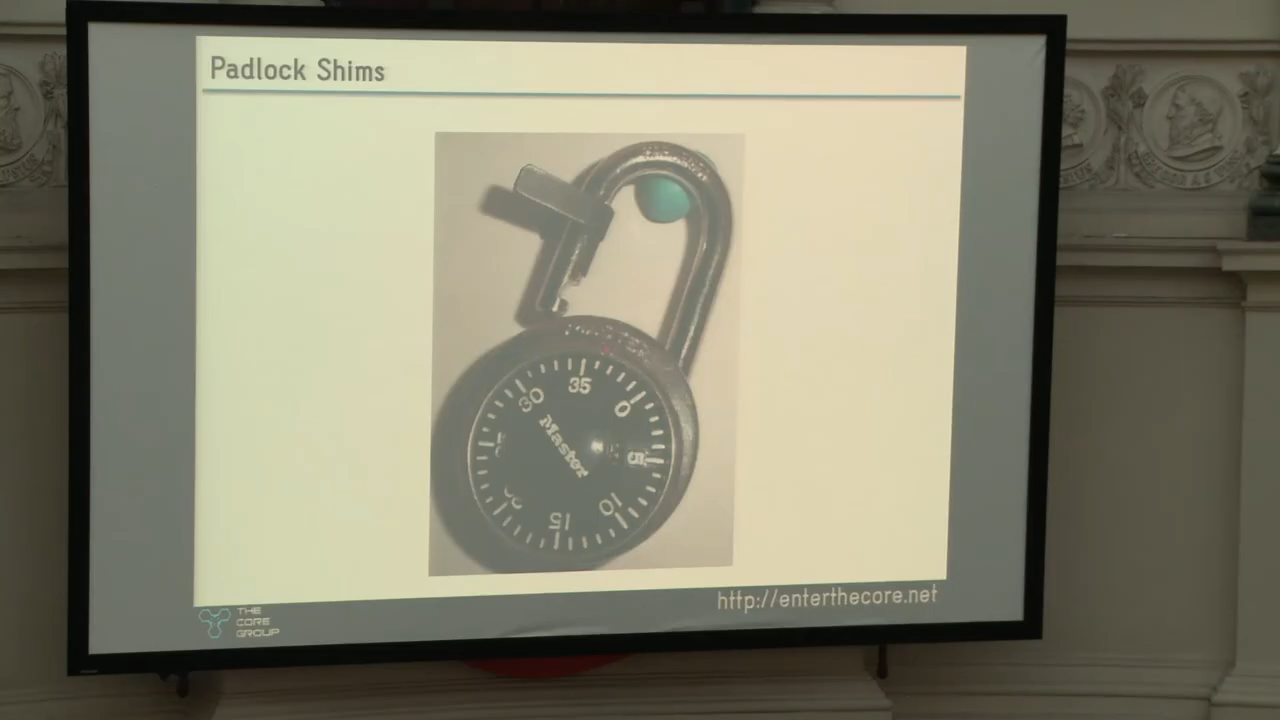 Padlock Shims
35
30
0
Master
5
10
15
THE
CORE
GROUP
http://enterthecore.net